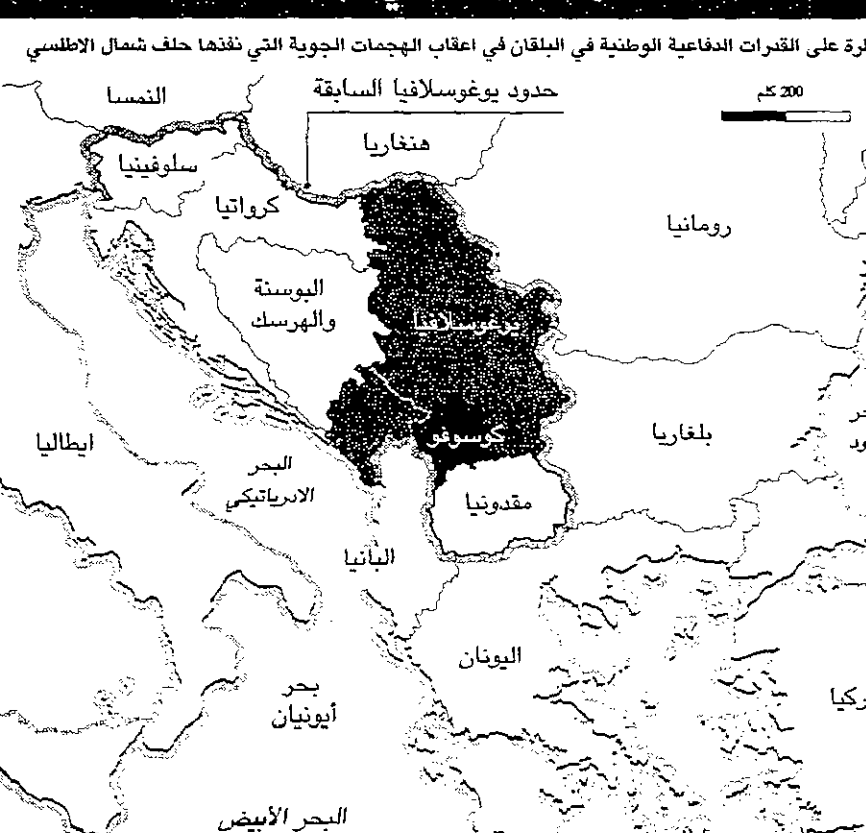 على القدرات الدفاعية الوطنية في البلقان في اعقاب الهجمات الجوية التي نفذها حلف شمال الاطلسي
200 كلم
حدود يوغوسلافيا السابقة
النمسا
هنغاريا
سلوفينيا
كرواتيا
رومانيا
البوسنة
والهرسك
يوغوسلافيا
كوسوفو
بلغاريا
ايطاليا
البحر
الادرياتيكي
مقدونيا
البانيا
اليونان
بحر
أيونيان
البحر الأبيض